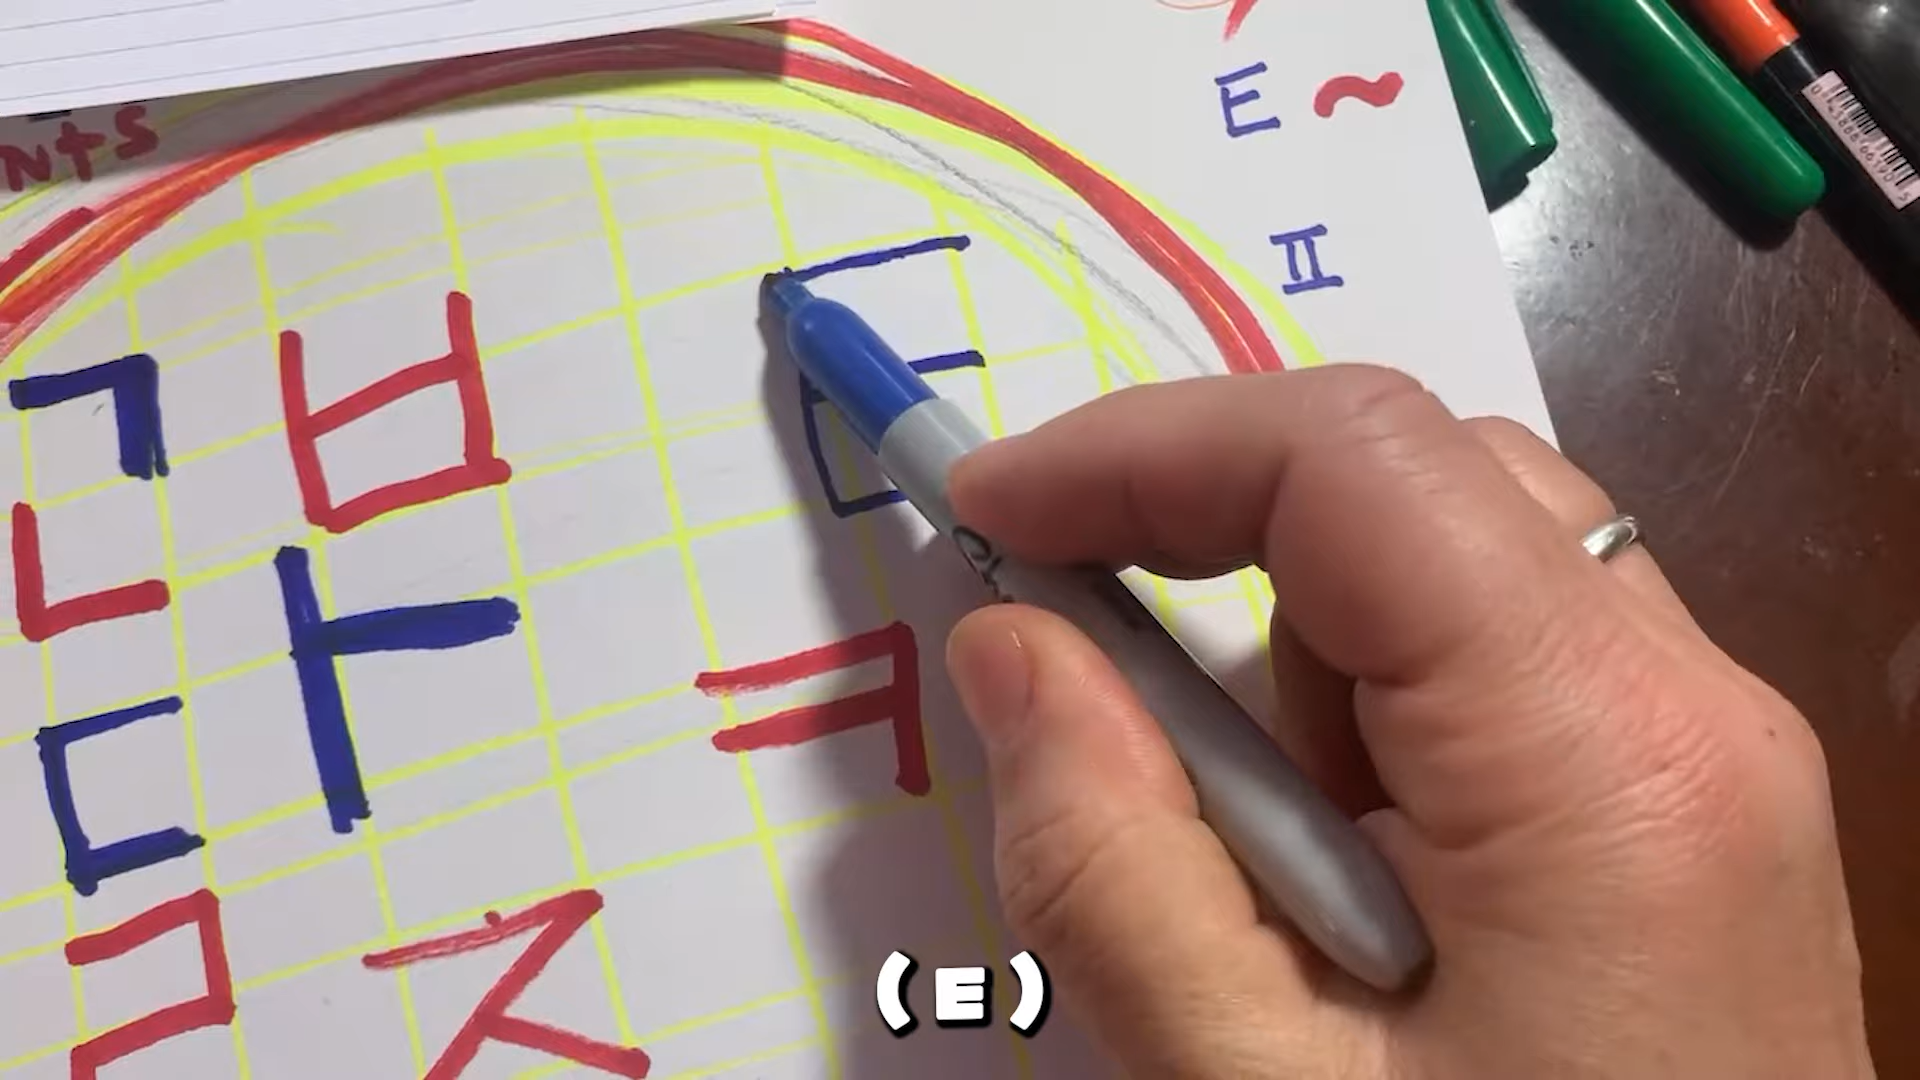 nts
ㅌ ~
ㅍ
ㄱ ㅂ ㅌ
ㄴ ㅏ ㅋ
ㄷ
ㄹ ㅈ
( ㅌ )